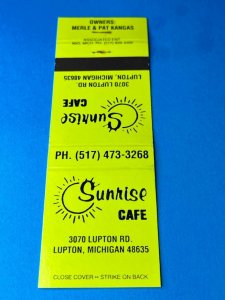 OWNERS:
MERLE & PAT KANGAS
3070 LUPTON RD.
LUPTON, MICHIGAN 48635
Sunrise
CAFE
PH. (517) 473-3268
Sunrise
CAFE
3070 LUPTON RD.
LUPTON, MICHIGAN 48635
CLOSE COVER - STRIKE ON BACK